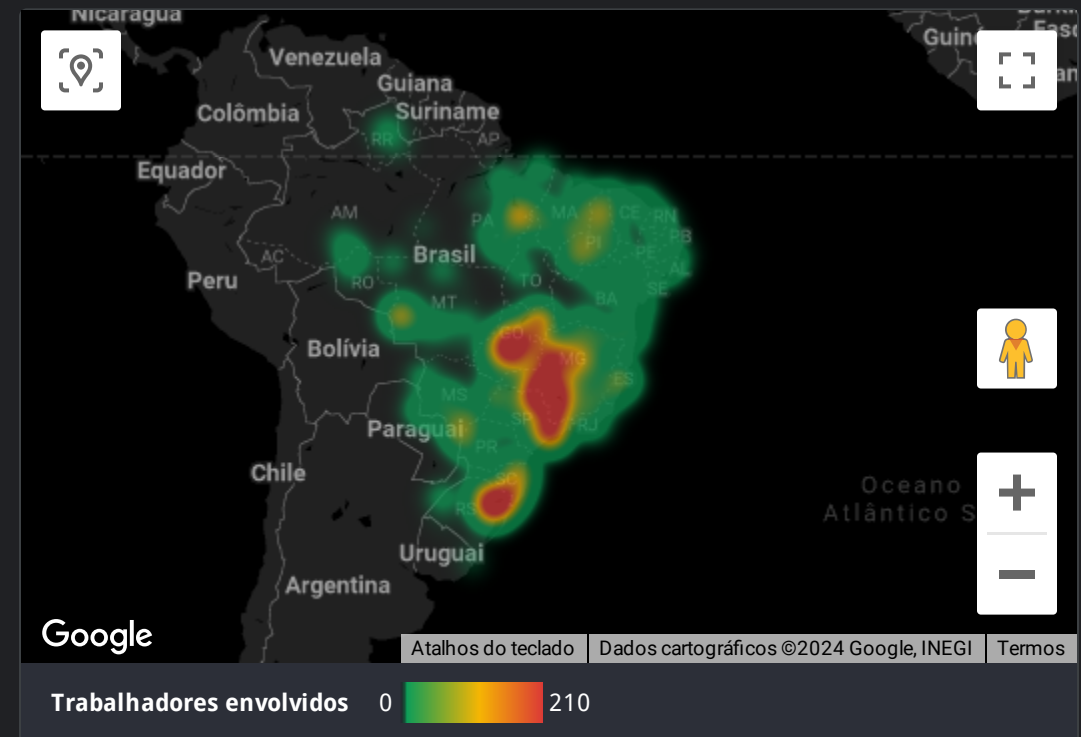 Nicarágua
Venezuela
Guiana
Suriname
Colômbia
RR
AP
Equador
AM
PA
MA
CE
RN
PB
PI
PE
AL
Brasil
AC
Peru
RO
TO
SE
MT
BA
Bolívia
GO
MG
ES
MS
SP
RJ
Paraguai
PR
Chile
SC
RS
Oceano
Atlântico S
Uruguai
Argentina
Google
Atalhos do teclado
Dados cartográficos ©2024 Google, INEGI
Termos
Trabalhadores envolvidos 0 210